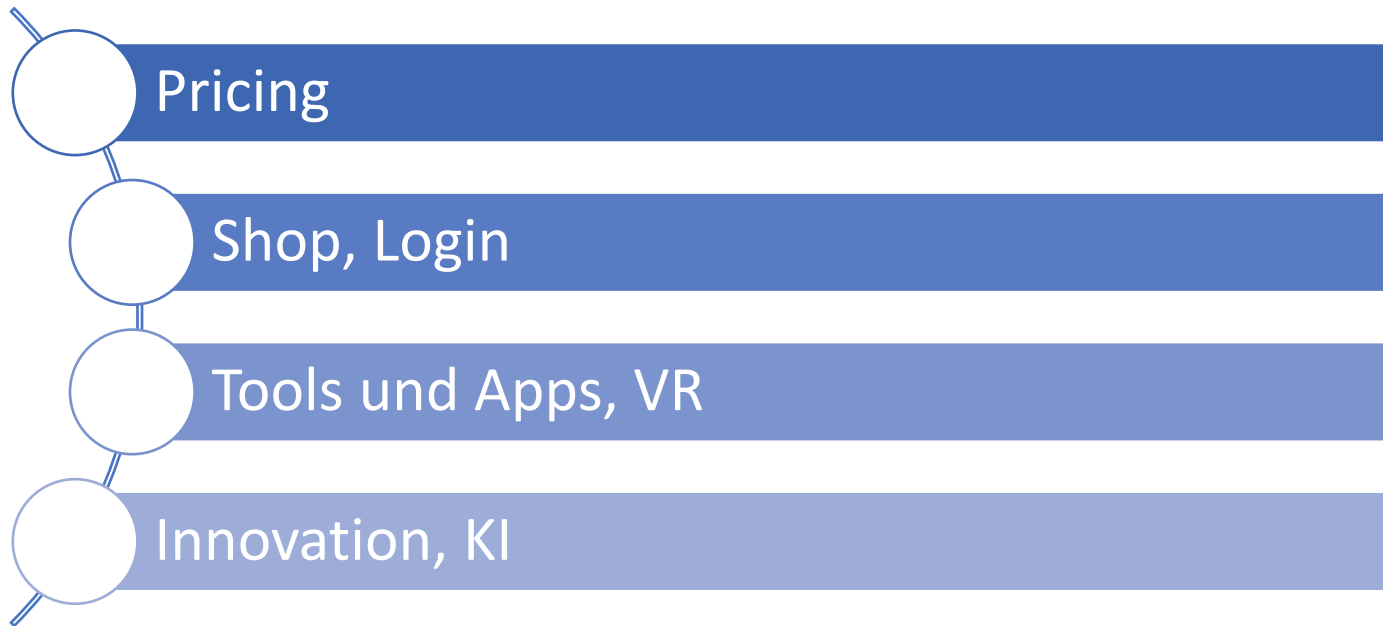 Pricing
Shop, Login
Tools und Apps, VR
Innovation, KI